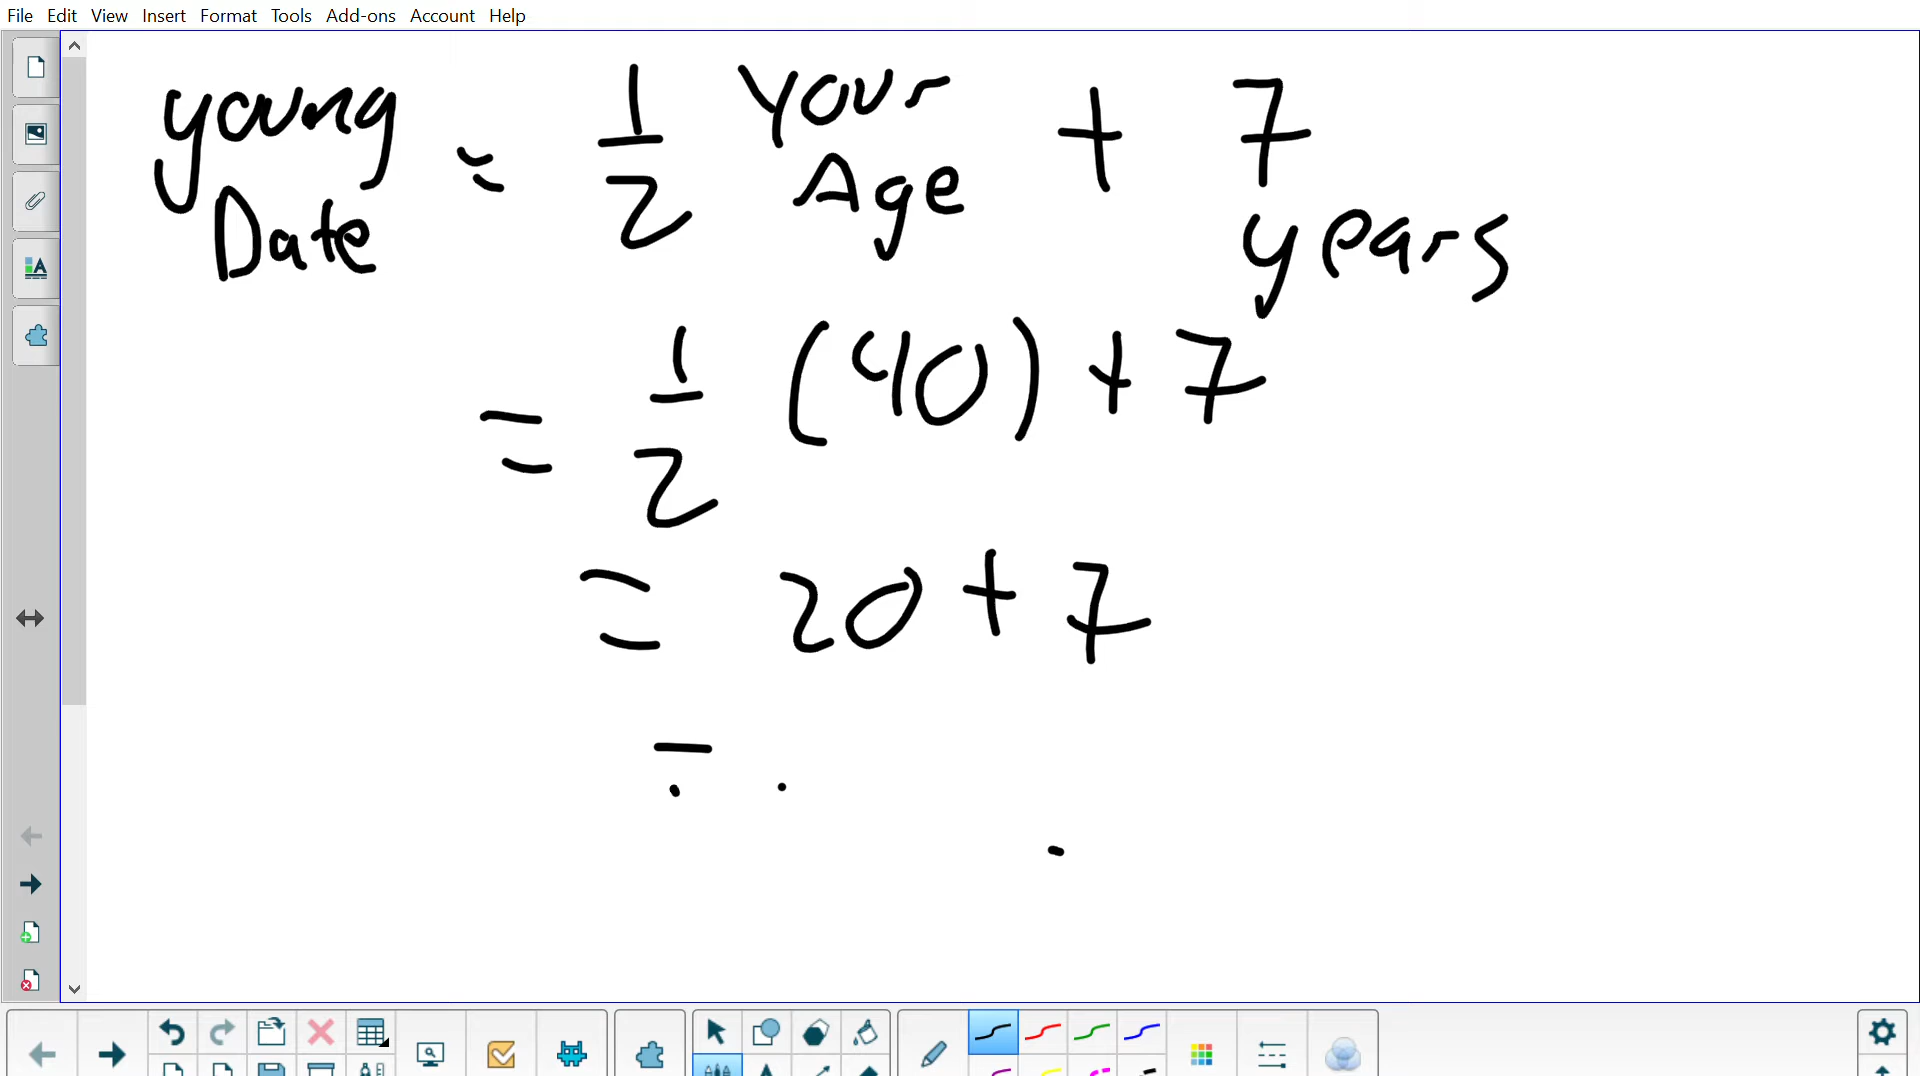 File Edit View Insert Format Tools Add-ons Account Help
young Date = 1/2 Your Age + 7 years
= 1/2 (40) + 7
= 20 + 7
=